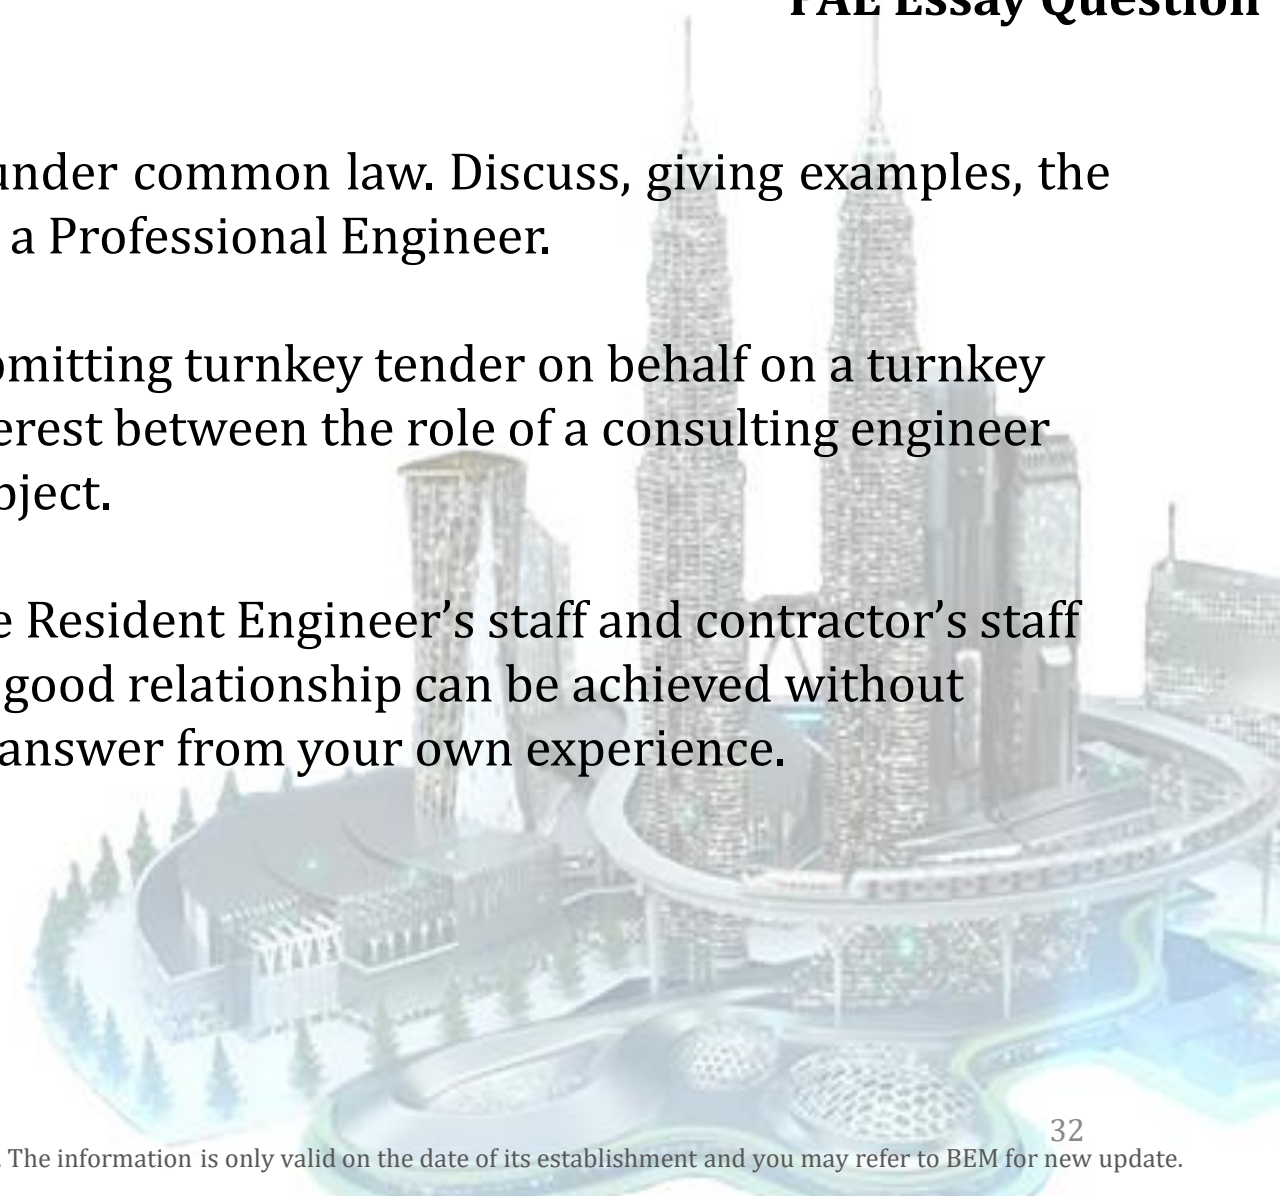 PAE Essay Question
under common law. Discuss, giving examples, the
a Professional Engineer.
omitting turnkey tender on behalf on a turnkey
erest between the role of a consulting engineer
bject.
e Resident Engineer’s staff and contractor’s staff
good relationship can be achieved without
answer from your own experience.
32
. The information is only valid on the date of its establishment and you may refer to BEM for new update.